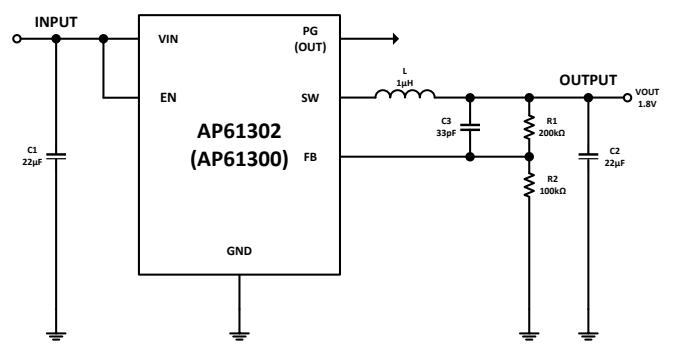 INPUT
VIN
PG
(OUT)
L
1µH
OUTPUT
VOUT
1.8V
EN
SW
C3
33pF
R1
200kΩ
AP61302
(AP61300)
FB
C1
22µF
C2
22µF
R2
100kΩ
GND